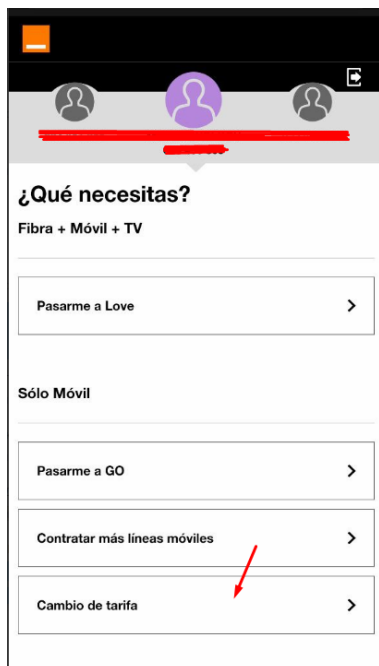 ¿Qué necesitas?
Fibra + Móvil + TV
Pasarme a Love
Sólo Móvil
Pasarme a GO
Contratar más líneas móviles
Cambio de tarifa